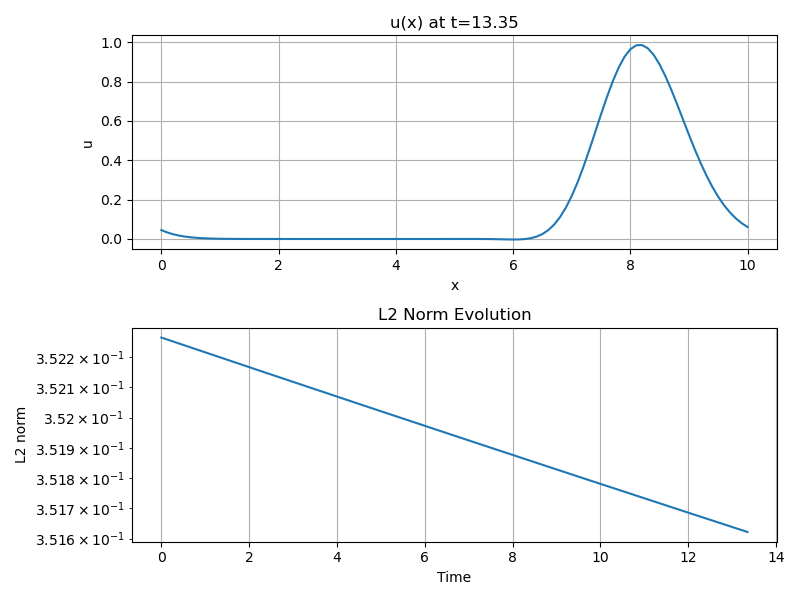 u(x) at t=13.35
1.0
0.8
0.6
0.4
0.2
0.0
u
0 2 4 6 8 10
x
L2 Norm Evolution
3.522 × 10⁻¹
3.521 × 10⁻¹
3.52 × 10⁻¹
3.519 × 10⁻¹
3.518 × 10⁻¹
3.517 × 10⁻¹
3.516 × 10⁻¹
L2 norm
0 2 4 6 8 10 12 14
Time